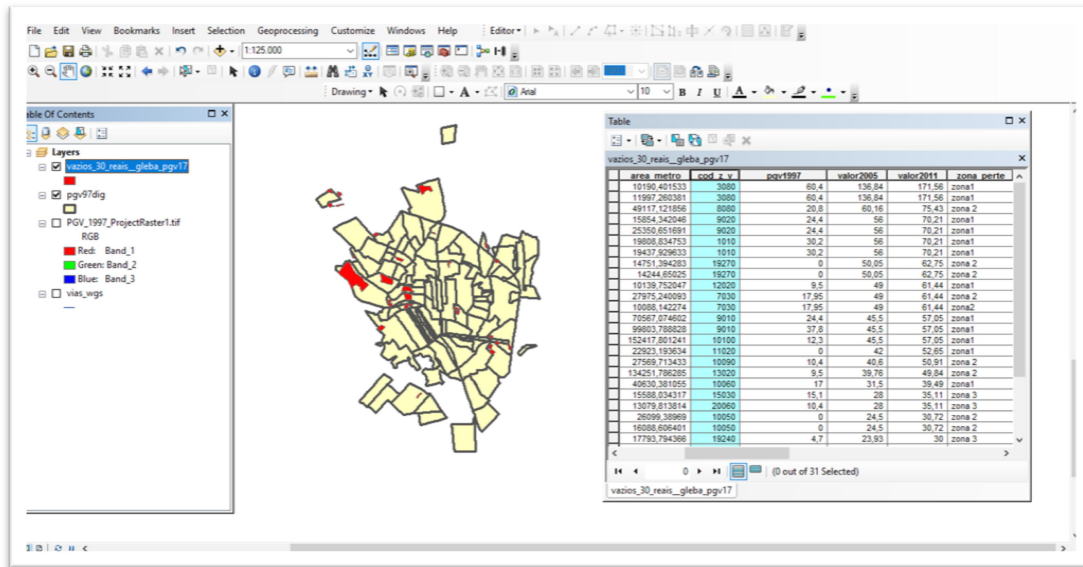 File Edit View Bookmarks Insert Selection Geoprocessing Customize Windows Help Editor
1:125.000
Drawing A Arial 10 B I U A
able Of Contents
Layers
vazios_30_reais__gleba_pgv17
pgv97dig
PGV_1997_ProjectRaster1.tif
RGB
Red: Band_1
Green: Band_2
Blue: Band_3
vias_wgs
Table
vazios_30_reais__gleba_pgv17
area_metro cod_z_v pgv1997 valor2005 valor2011 zona_perte
10190,401533 3080 60,4 136,84 171,56 zona1
11997,260381 3080 60,4 136,84 171,56 zona1
49117,121856 8080 20,8 60,16 75,43 zona 2
15854,342046 9020 24,4 56 70,21 zona1
25350,651691 9020 24,4 56 70,21 zona1
19808,834753 1010 30,2 56 70,21 zona1
19437,929633 1010 30,2 56 70,21 zona1
14751,394283 19270 0 50,05 62,75 zona 2
14244,65025 19270 0 50,05 62,75 zona 2
10139,752047 12020 9,5 49 61,44 zona1
27975,240093 7030 17,95 49 61,44 zona 2
10088,142274 7030 17,95 49 61,44 zona2
70567,074602 9010 24,4 45,5 57,05 zona1
99803,788828 9010 37,8 45,5 57,05 zona1
152417,801241 10100 12,3 45,5 57,05 zona1
22923,193634 11020 0 42 52,65 zona1
27569,713433 10090 10,4 40,6 50,91 zona 2
134251,786285 13020 9,5 39,76 49,84 zona 2
40630,381055 10060 17 31,5 39,49 zona1
15588,034317 15030 15,1 28 35,11 zona 3
13079,813814 20060 10,4 28 35,11 zona 3
26099,38969 10050 0 24,5 30,72 zona 2
16088,606401 10050 0 24,5 30,72 zona 2
17793,794366 19240 4,7 23,93 30 zona 3
0 (0 out of 31 Selected)
vazios_30_reais__gleba_pgv17